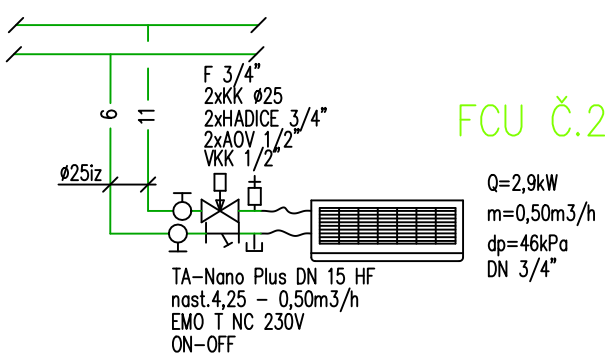 F 3/4”
2xKK ø25
2xHADICE 3/4”
2xAOV 1/2”
VKK 1/2”
6
11
FCU Č.2
ø25iz
Q=2,9kW
m=0,50m3/h
dp=46kPa
DN 3/4”
TA-Nano Plus DN 15 HF
nast.4,25 - 0,50m3/h
EMO T NC 230V
ON-OFF